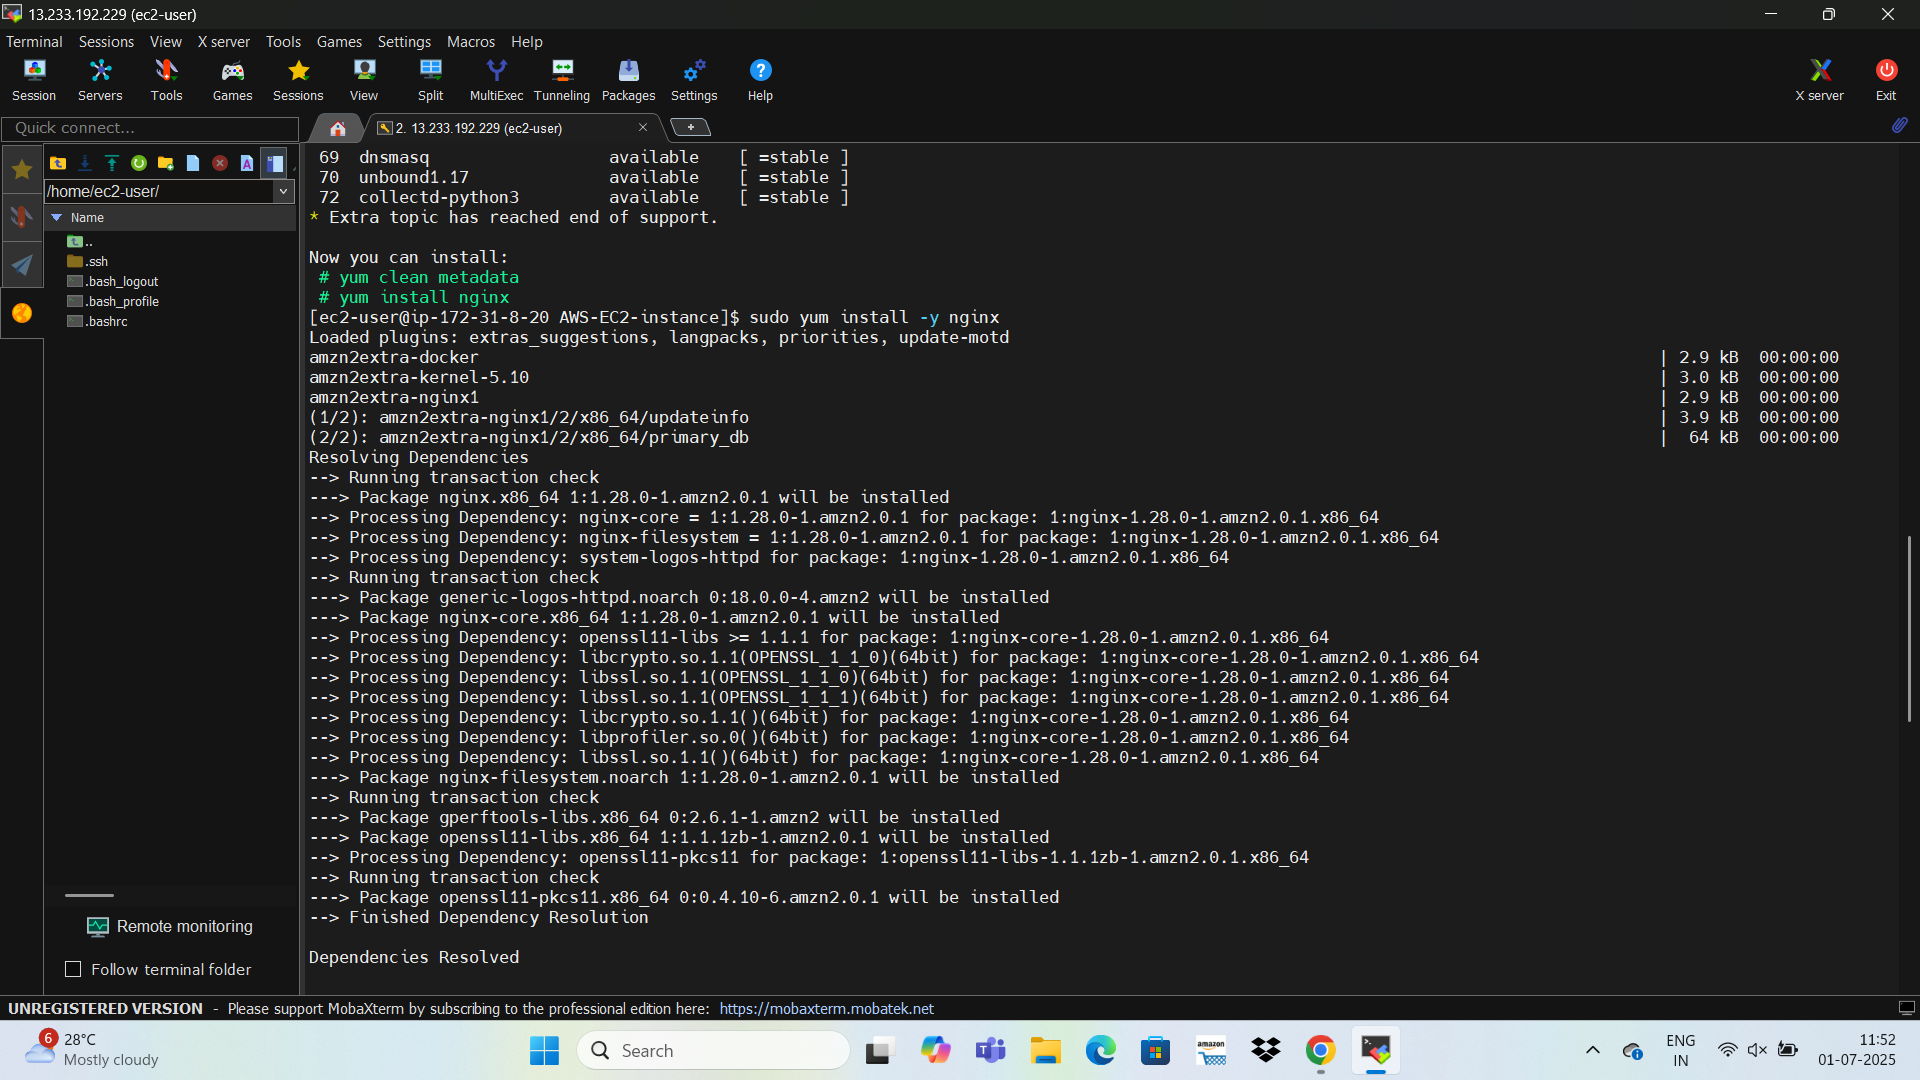 13.233.192.229 (ec2-user)
Terminal Sessions View X server Tools Games Settings Macros Help
Session Servers Tools Games Sessions View Split MultiExec Tunneling Packages Settings Help X server Exit
Quick connect...
2. 13.233.192.229 (ec2-user)
/home/ec2-user/
Name
..
.ssh
.bash_logout
.bash_profile
.bashrc
Remote monitoring
Follow terminal folder
69 dnsmasq available [ =stable ]
70 unbound1.17 available [ =stable ]
72 collectd-python3 available [ =stable ]
* Extra topic has reached end of support.
Now you can install:
# yum clean metadata
# yum install nginx
[ec2-user@ip-172-31-8-20 AWS-EC2-instance]$ sudo yum install -y nginx
Loaded plugins: extras_suggestions, langpacks, priorities, update-motd
amzn2extra-docker | 2.9 kB 00:00:00
amzn2extra-kernel-5.10 | 3.0 kB 00:00:00
amzn2extra-nginx1 | 2.9 kB 00:00:00
(1/2): amzn2extra-nginx1/2/x86_64/updateinfo | 3.9 kB 00:00:00
(2/2): amzn2extra-nginx1/2/x86_64/primary_db | 64 kB 00:00:00
Resolving Dependencies
--> Running transaction check
---> Package nginx.x86_64 1:1.28.0-1.amzn2.0.1 will be installed
--> Processing Dependency: nginx-core = 1:1.28.0-1.amzn2.0.1 for package: 1:nginx-1.28.0-1.amzn2.0.1.x86_64
--> Processing Dependency: nginx-filesystem = 1:1.28.0-1.amzn2.0.1 for package: 1:nginx-1.28.0-1.amzn2.0.1.x86_64
--> Processing Dependency: system-logos-httpd for package: 1:nginx-1.28.0-1.amzn2.0.1.x86_64
--> Running transaction check
---> Package generic-logos-httpd.noarch 0:18.0.0-4.amzn2 will be installed
---> Package nginx-core.x86_64 1:1.28.0-1.amzn2.0.1 will be installed
--> Processing Dependency: openssl11-libs >= 1.1.1 for package: 1:nginx-core-1.28.0-1.amzn2.0.1.x86_64
--> Processing Dependency: libcrypto.so.1.1(OPENSSL_1_1_0)(64bit) for package: 1:nginx-core-1.28.0-1.amzn2.0.1.x86_64
--> Processing Dependency: libssl.so.1.1(OPENSSL_1_1_0)(64bit) for package: 1:nginx-core-1.28.0-1.amzn2.0.1.x86_64
--> Processing Dependency: libssl.so.1.1(OPENSSL_1_1_1)(64bit) for package: 1:nginx-core-1.28.0-1.amzn2.0.1.x86_64
--> Processing Dependency: libcrypto.so.1.1()(64bit) for package: 1:nginx-core-1.28.0-1.amzn2.0.1.x86_64
--> Processing Dependency: libprofiler.so.0()(64bit) for package: 1:nginx-core-1.28.0-1.amzn2.0.1.x86_64
--> Processing Dependency: libssl.so.1.1()(64bit) for package: 1:nginx-core-1.28.0-1.amzn2.0.1.x86_64
---> Package nginx-filesystem.noarch 1:1.28.0-1.amzn2.0.1 will be installed
--> Running transaction check
---> Package gperftools-libs.x86_64 0:2.6.1-1.amzn2 will be installed
---> Package openssl11-libs.x86_64 1:1.1.1zb-1.amzn2.0.1 will be installed
--> Processing Dependency: openssl11-pkcs11 for package: 1:openssl11-libs-1.1.1zb-1.amzn2.0.1.x86_64
--> Running transaction check
---> Package openssl11-pkcs11.x86_64 0:0.4.10-6.amzn2.0.1 will be installed
--> Finished Dependency Resolution
Dependencies Resolved
UNREGISTERED VERSION - Please support MobaXterm by subscribing to the professional edition here: https://mobaxterm.mobatek.net
6
28°C
Mostly cloudy
Search
amazon
ENG
IN
11:52
01-07-2025